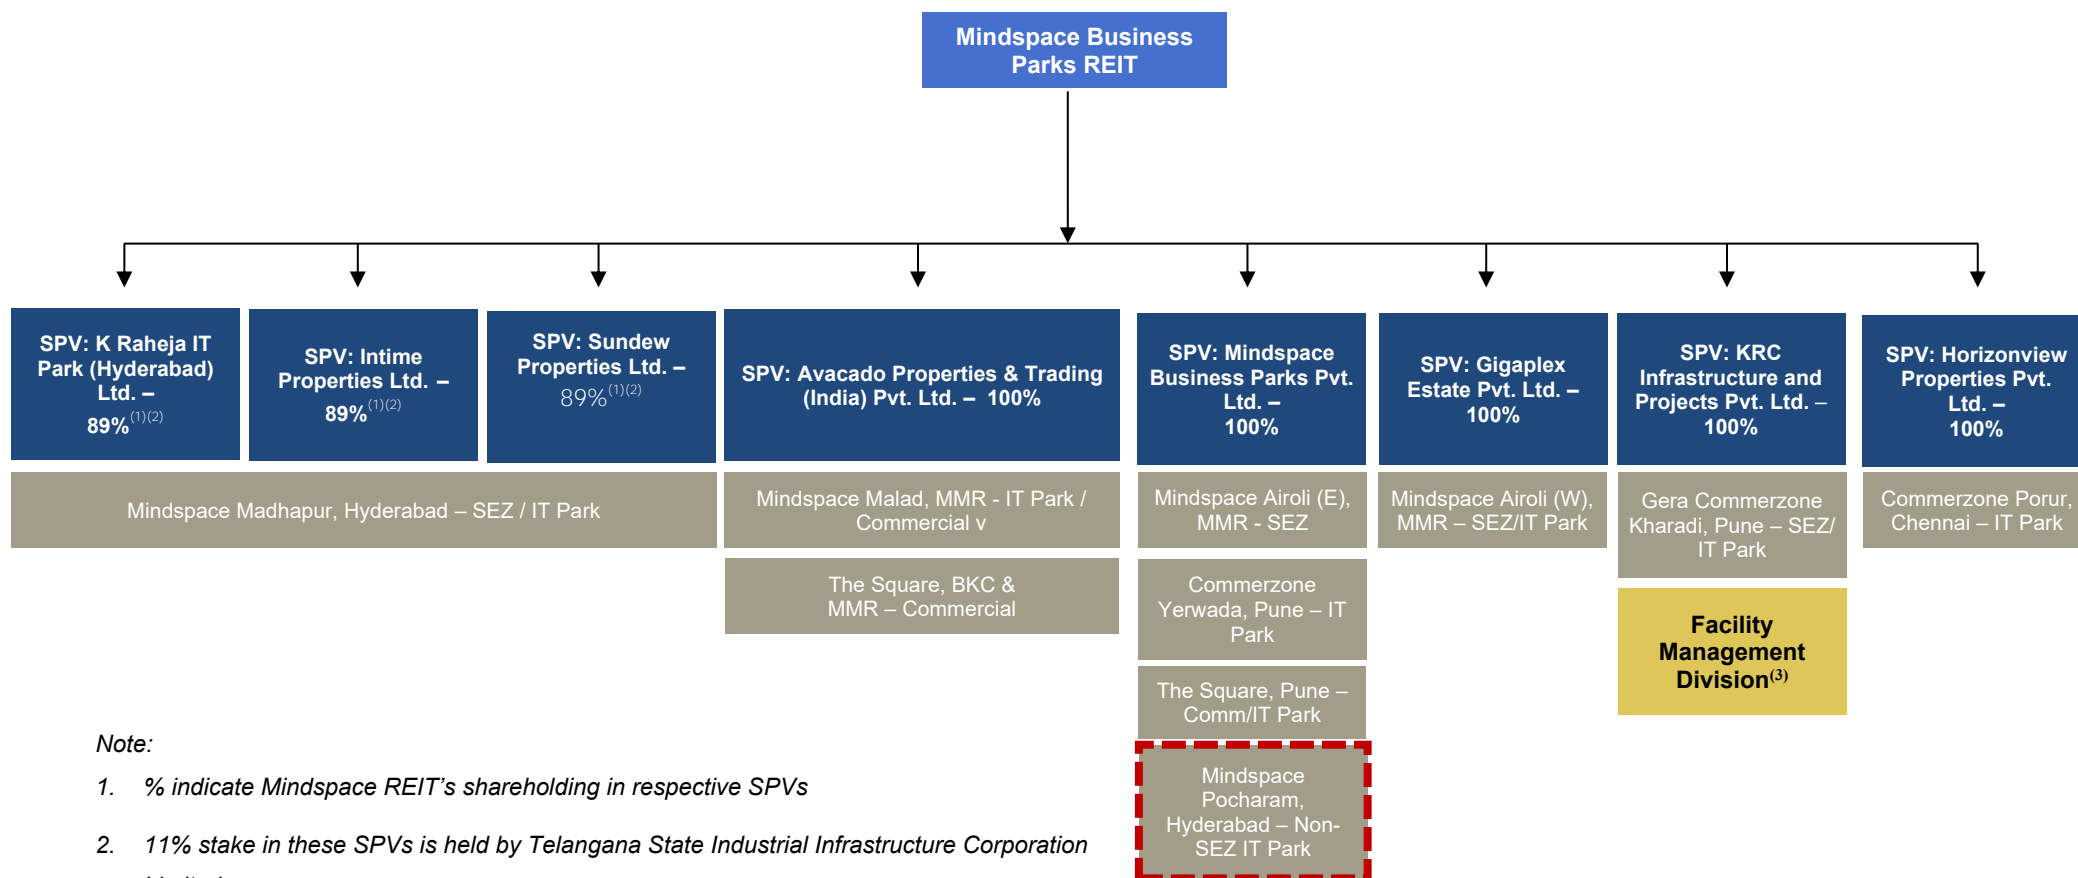 Mindspace Business
Parks REIT
SPV: K Raheja IT
Park (Hyderabad)
Ltd. –
89%(1)(2)
SPV: Intime
Properties Ltd. –
89%(1)(2)
SPV: Sundew
Properties Ltd. –
89%(1)(2)
SPV: Avacado Properties & Trading
(India) Pvt. Ltd. – 100%
SPV: Mindspace
Business Parks Pvt.
Ltd. –
100%
SPV: Gigaplex
Estate Pvt. Ltd. –
100%
SPV: KRC
Infrastructure and
Projects Pvt. Ltd. –
100%
SPV: Horizonview
Properties Pvt.
Ltd. –
100%
Mindspace Madhapur, Hyderabad – SEZ / IT Park
Mindspace Malad, MMR - IT Park /
Commercial v
The Square, BKC &
MMR – Commercial
Mindspace Airoli (E),
MMR - SEZ
Commerzone
Yerwada, Pune – IT
Park
The Square, Pune –
Comm/IT Park
Mindspace
Pocharam,
Hyderabad – Non-
SEZ IT Park
Mindspace Airoli (W),
MMR – SEZ/IT Park
Gera Commerzone
Kharadi, Pune – SEZ/
IT Park
Facility
Management
Division(3)
Commerzone Porur,
Chennai – IT Park
Note:
1. % indicate Mindspace REIT's shareholding in respective SPVs
2. 11% stake in these SPVs is held by Telangana State Industrial Infrastructure Corporation